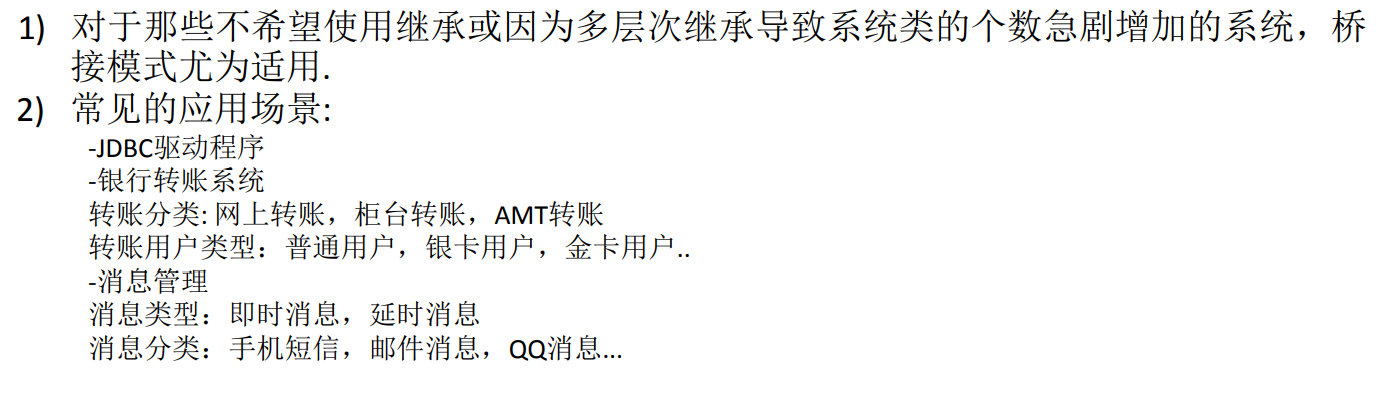 1) 对于那些不希望使用继承或因为多层次继承导致系统类的个数急剧增加的系统，桥
接模式尤为适用.
2) 常见的应用场景:
-JDBC驱动程序
-银行转账系统
转账分类: 网上转账，柜台转账，AMT转账
转账用户类型：普通用户，银卡用户，金卡用户..
-消息管理
消息类型：即时消息，延时消息
消息分类：手机短信，邮件消息，QQ消息...